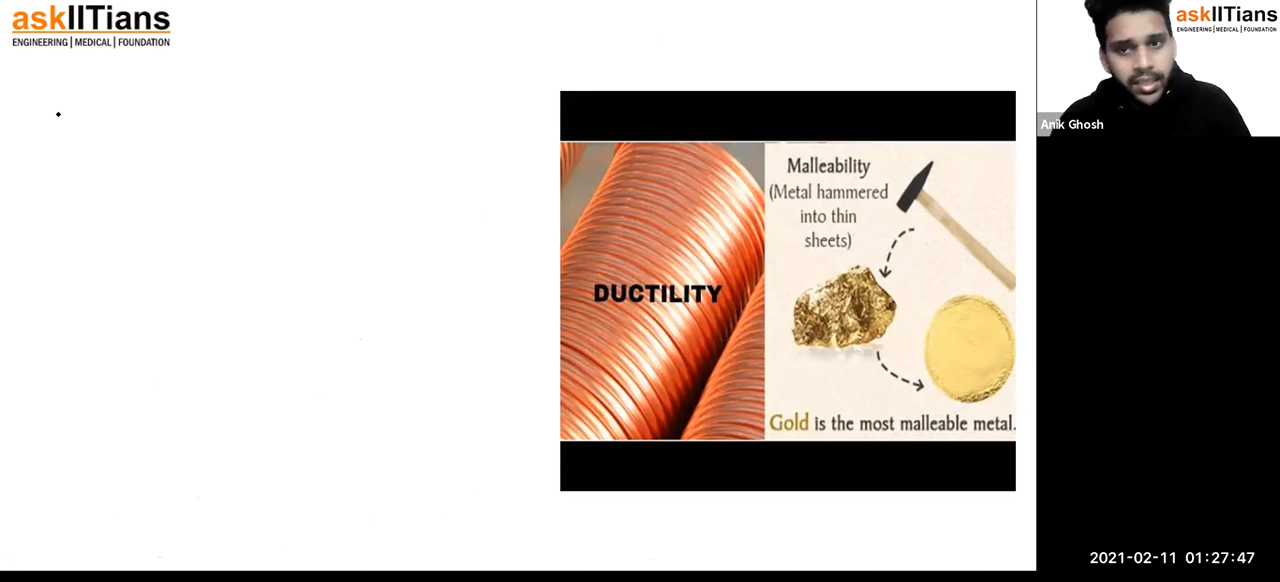 askIITians
ENGINEERING | MEDICAL | FOUNDATION
askIITians
ENGINEERING | MEDICAL | FOUNDATION
Anik Ghosh
DUCTILITY
Malleability
(Metal hammered
into thin
sheets)
Gold is the most malleable metal.
2021-02-11 01:27:47